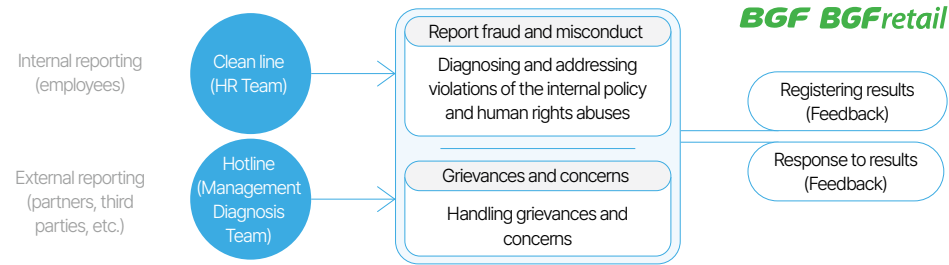 BGF BGFretail
Internal reporting
(employees)
Clean line
(HR Team)
Report fraud and misconduct
Diagnosing and addressing
violations of the internal policy
and human rights abuses
Registering results
(Feedback)
External reporting
(partners, third
parties, etc.)
Hotline
(Management
Diagnosis
Team)
Grievances and concerns
Handling grievances and
concerns
Response to results
(Feedback)